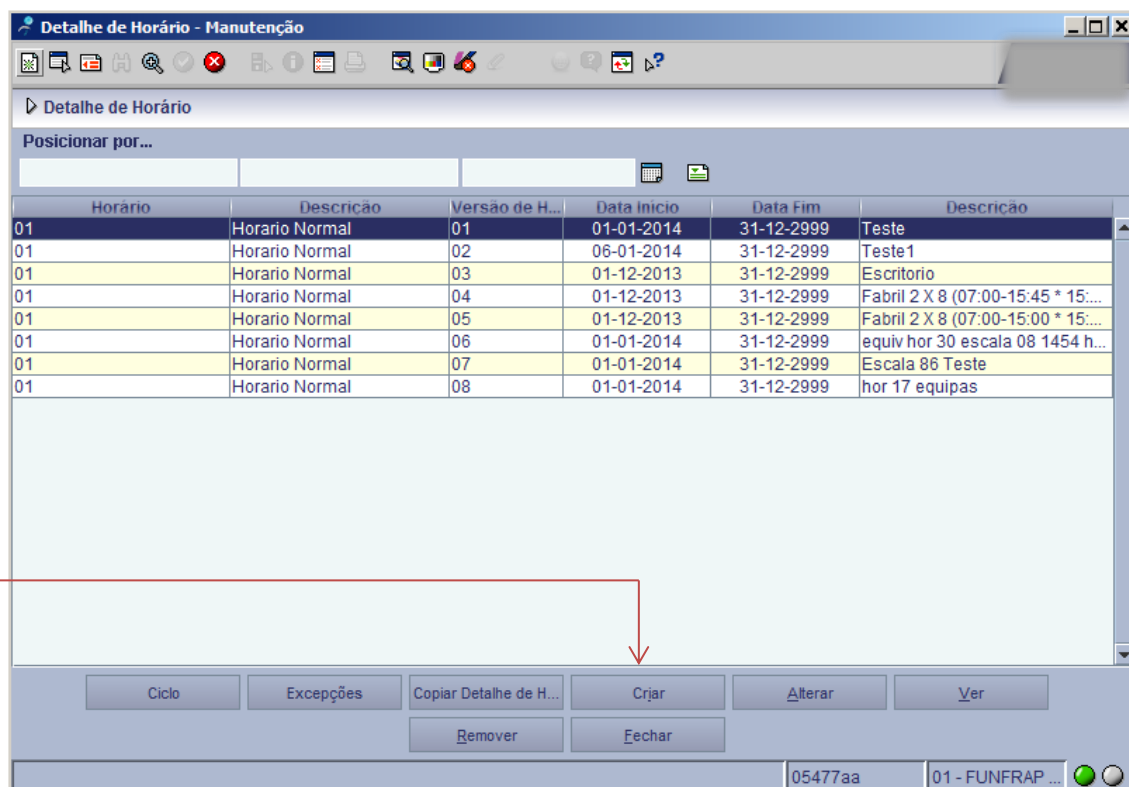 Detalhe de Horário - Manutenção
Detalhe de Horário
Posicionar por...
Horário Descrição Versão de H... Data Inicio Data Fim Descrição
01 Horario Normal 01 01-01-2014 31-12-2999 Teste
01 Horario Normal 02 06-01-2014 31-12-2999 Teste1
01 Horario Normal 03 01-12-2013 31-12-2999 Escritorio
01 Horario Normal 04 01-12-2013 31-12-2999 Fabril 2 X 8 (07:00-15:45 * 15:...
01 Horario Normal 05 01-12-2013 31-12-2999 Fabril 2 X 8 (07:00-15:00 * 15:...
01 Horario Normal 06 01-01-2014 31-12-2999 equiv hor 30 escala 08 1454 h...
01 Horario Normal 07 01-01-2014 31-12-2999 Escala 86 Teste
01 Horario Normal 08 01-01-2014 31-12-2999 hor 17 equipas
Ciclo Excepções Copiar Detalhe de H... Criar Alterar Ver
Remover Fechar
05477aa 01 - FUNFRAP ...